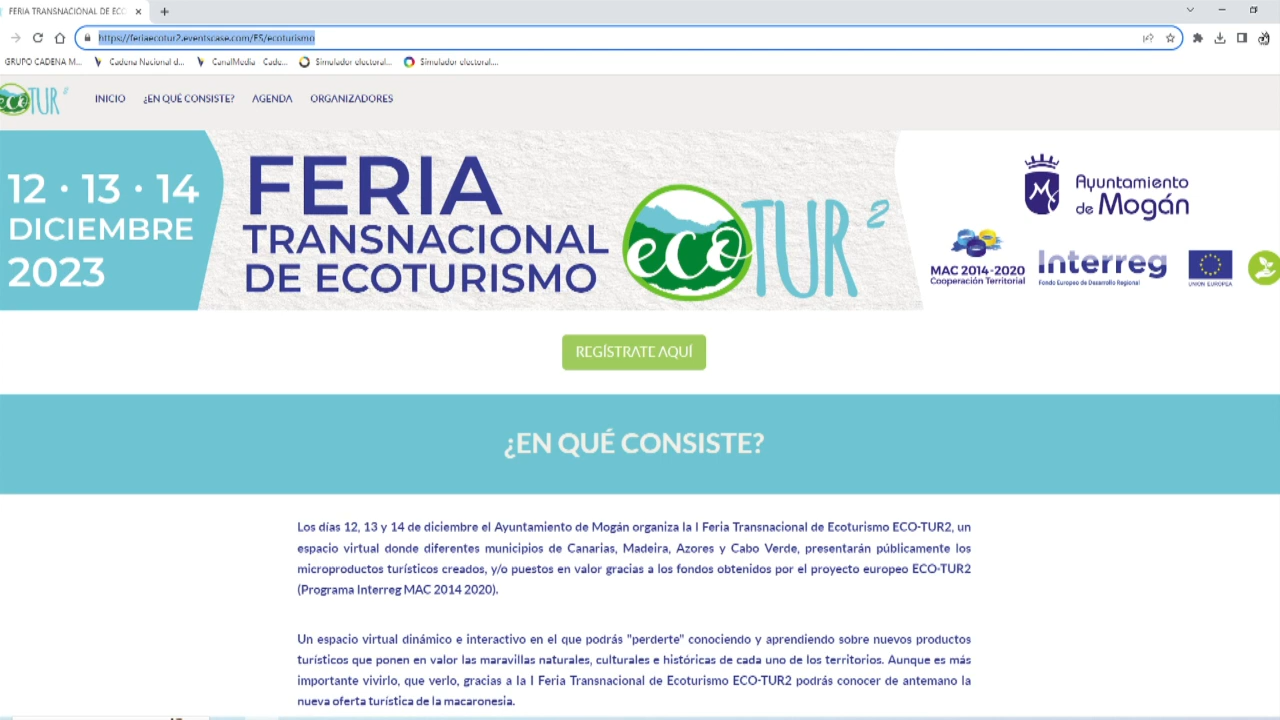 FERIA TRANSNACIONAL DE ECO
https://feriaecotur2.eventscase.com/ES/ecoturismo
GRUPO CADENA M...
Cadena Nacional d...
CanalMedia Cade...
Simulador electoral...
Simulador electoral....
eco TUR 2
INICIO
¿EN QUÉ CONSISTE?
AGENDA
ORGANIZADORES
12 · 13 · 14
DICIEMBRE
2023
FERIA
TRANSNACIONAL
DE ECOTURISMO
eco TUR 2
Ayuntamiento
de Mogán
MAC 2014-2020
Cooperación Territorial
Interreg
Fondo Europeo de Desarrollo Regional
UNIÓN EUROPEA
REGÍSTRATE AQUÍ
¿EN QUÉ CONSISTE?
Los días 12, 13 y 14 de diciembre el Ayuntamiento de Mogán organiza la I Feria Transnacional de Ecoturismo ECO-TUR2, un
espacio virtual donde diferentes municipios de Canarias, Madeira, Azores y Cabo Verde, presentarán públicamente los
microproductos turísticos creados, y/o puestos en valor gracias a los fondos obtenidos por el proyecto europeo ECO-TUR2
(Programa Interreg MAC 2014 2020).
Un espacio virtual dinámico e interactivo en el que podrás "perderte" conociendo y aprendiendo sobre nuevos productos
turísticos que ponen en valor las maravillas naturales, culturales e históricas de cada uno de los territorios. Aunque es más
importante vivirlo, que verlo, gracias a la I Feria Transnacional de Ecoturismo ECO-TUR2 podrás conocer de antemano la
nueva oferta turística de la macaronesia.